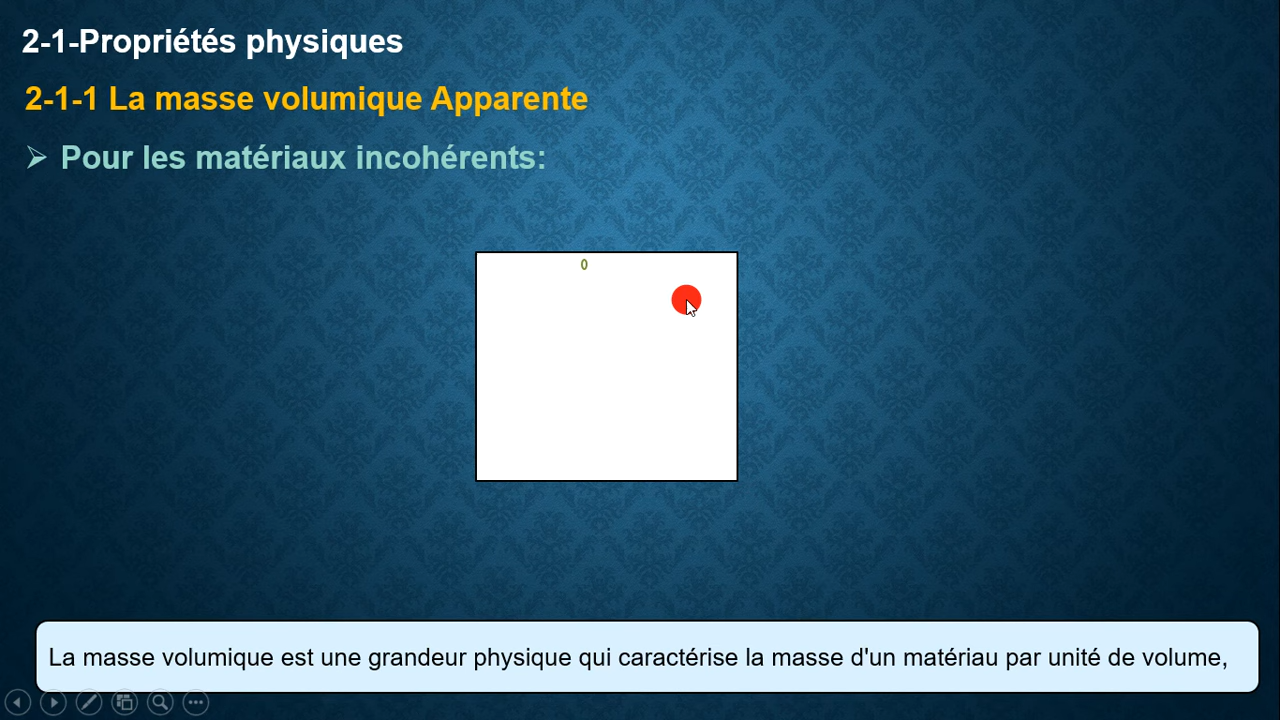 2-1-Propriétés physiques
2-1-1 La masse volumique Apparente
Pour les matériaux incohérents:
0
La masse volumique est une grandeur physique qui caractérise la masse d'un matériau par unité de volume,